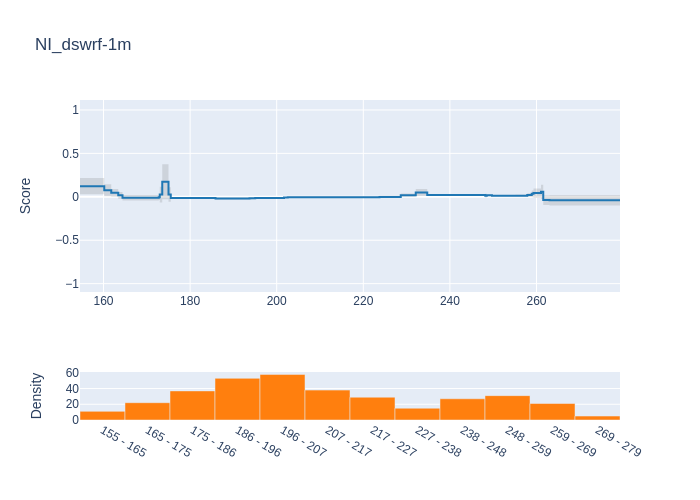 NI_dswrf-1m
1
0.5
0
−0.5
−1
Score
160
180
200
220
240
260
60
40
20
0
Density
155 - 165
165 - 175
175 - 186
186 - 196
196 - 207
207 - 217
217 - 227
227 - 238
238 - 248
248 - 259
259 - 269
269 - 279